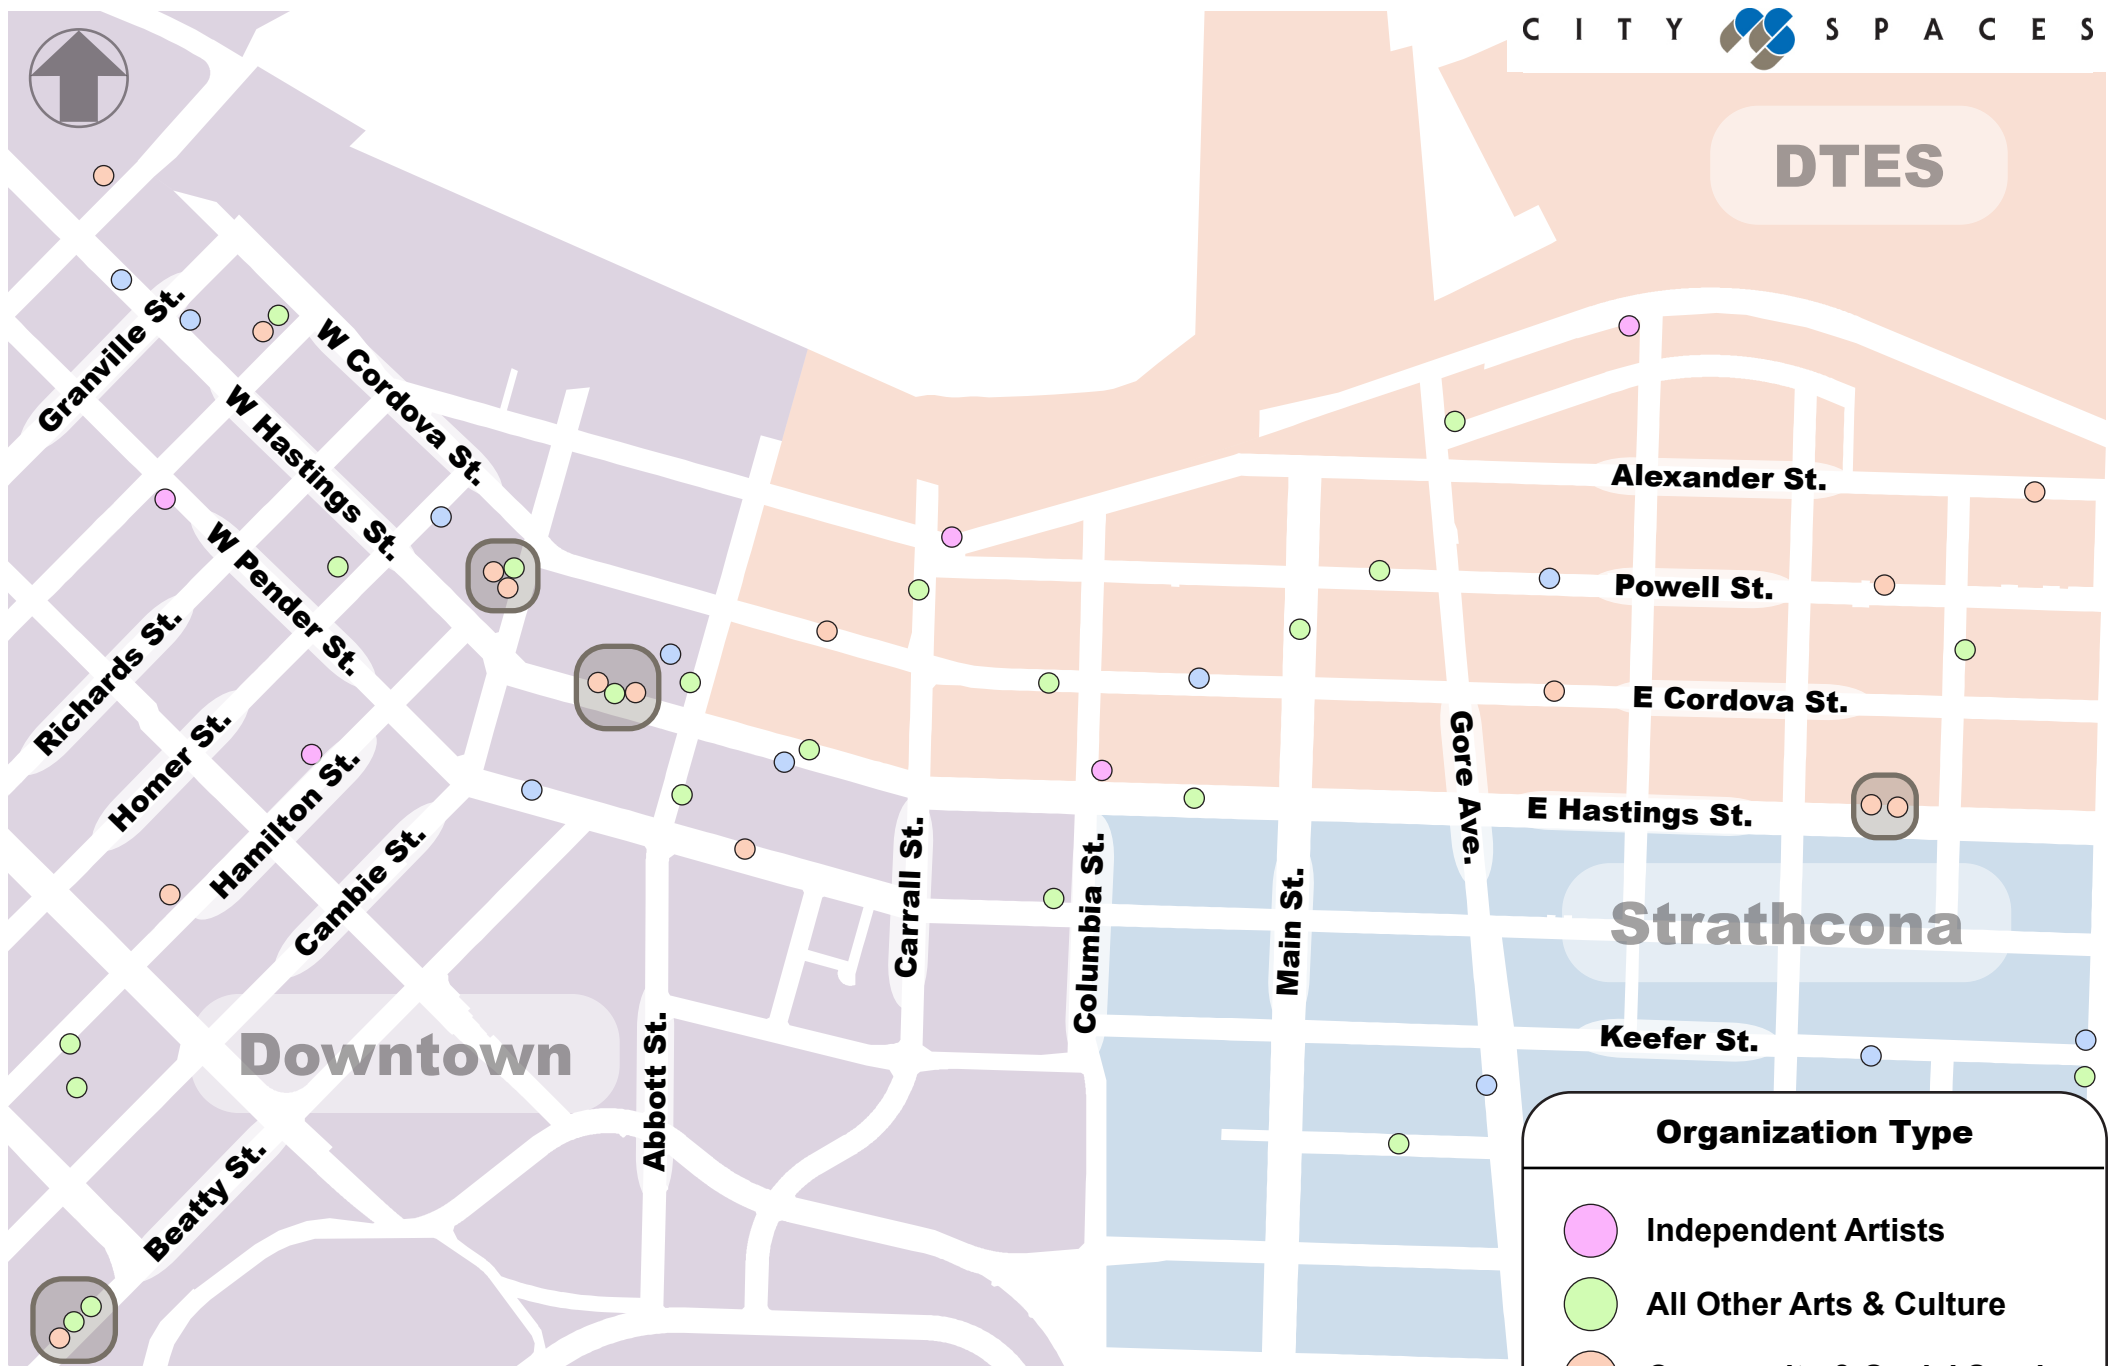 CITY SPACES
DTES
Granville St.
W Cordova St.
W Hastings St.
W Pender St.
Richards St.
Homer St.
Hamilton St.
Cambie St.
Beatty St.
Downtown
Abbott St.
Carrall St.
Columbia St.
Main St.
Gore Ave.
Alexander St.
Powell St.
E Cordova St.
E Hastings St.
Strathcona
Keefer St.
Organization Type
Independent Artists
All Other Arts & Culture